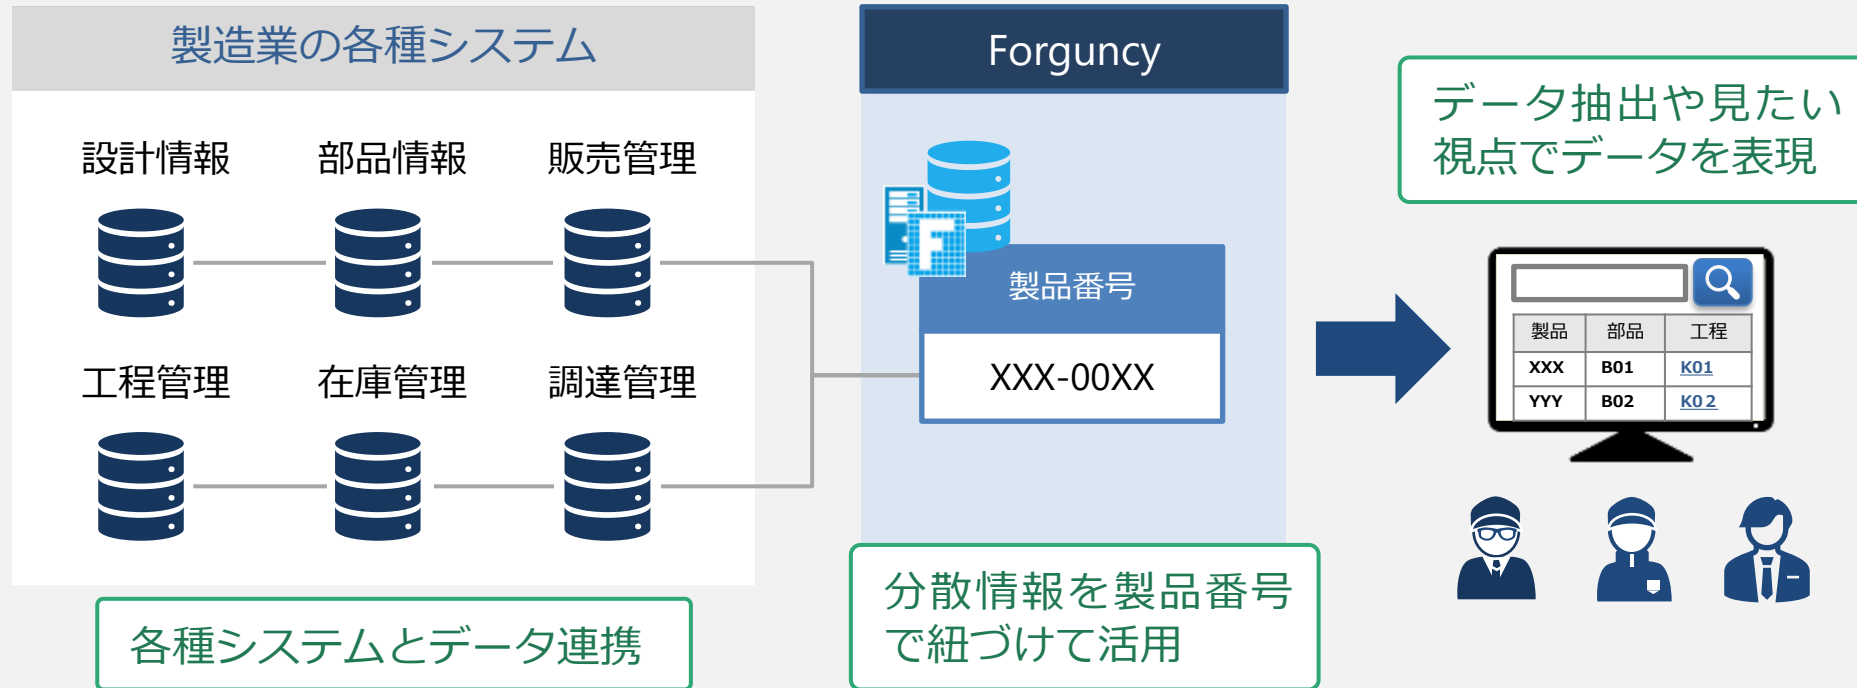 製造業の各種システム
設計情報 部品情報 販売管理
工程管理 在庫管理 調達管理
各種システムとデータ連携
Forguncy
F
製品番号
XXX-00XX
分散情報を製品番号
で紐づけて活用
データ抽出や見たい
視点でデータを表現
製品 部品 工程
XXX B01 K01
YYY B02 K02